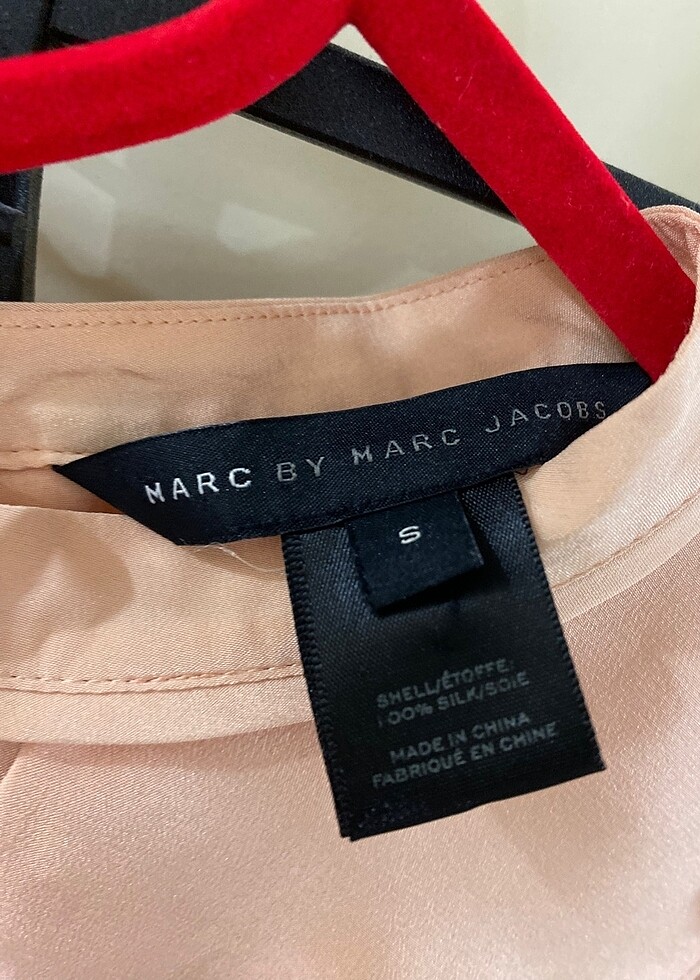 MARC BY MARC JACOBS
S
SHELL/ÉTOFFE:
100% SILK/SOIE
MADE IN CHINA
FABRIQUÉ EN CHINE